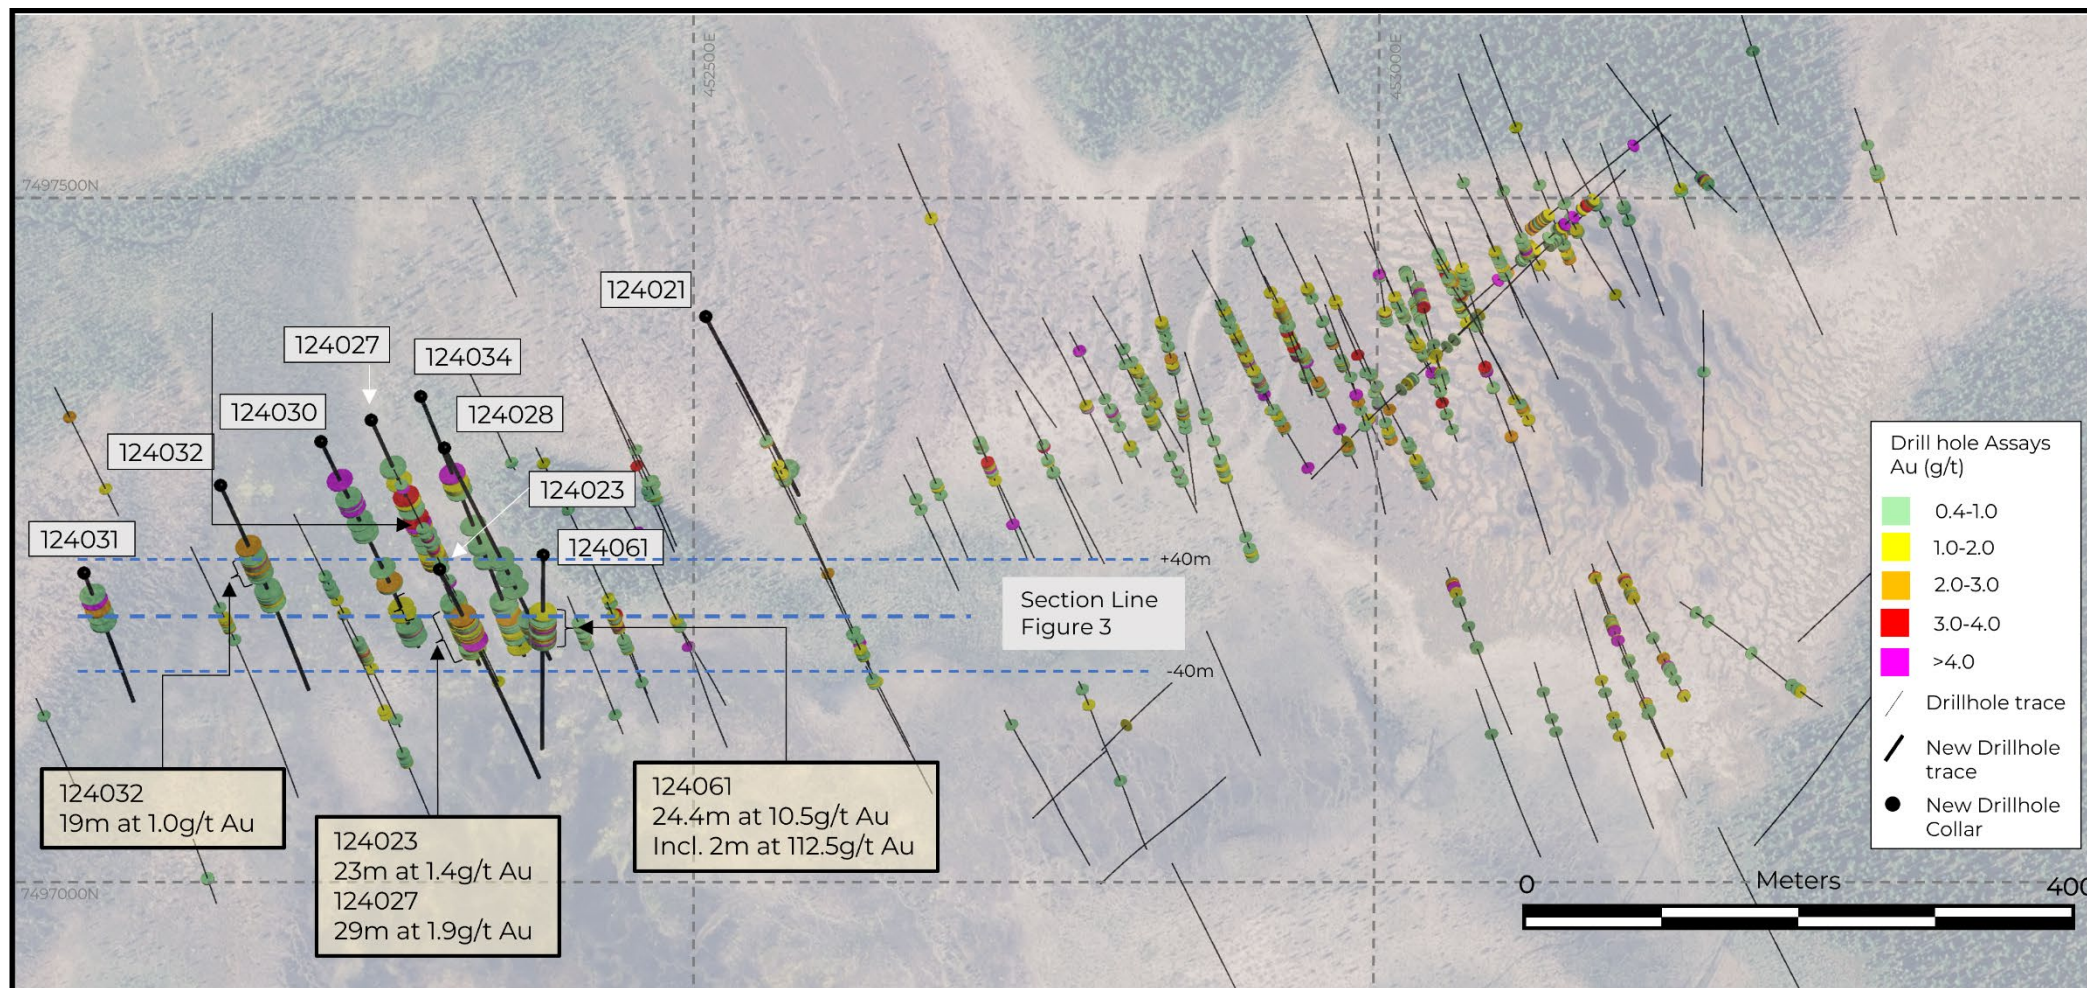 452500E
453000E
7497500N
124021
124027
124034
124030
124028
124032
124023
124031
124061
+40m
Section Line
Figure 3
-40m
Drill hole Assays
Au (g/t)
0.4-1.0
1.0-2.0
2.0-3.0
3.0-4.0
>4.0
Drillhole trace
New Drillhole
trace
New Drillhole
Collar
124032
19m at 1.0g/t Au
124023
23m at 1.4g/t Au
124027
29m at 1.9g/t Au
124061
24.4m at 10.5g/t Au
Incl. 2m at 112.5g/t Au
7497000N
0
Meters
400